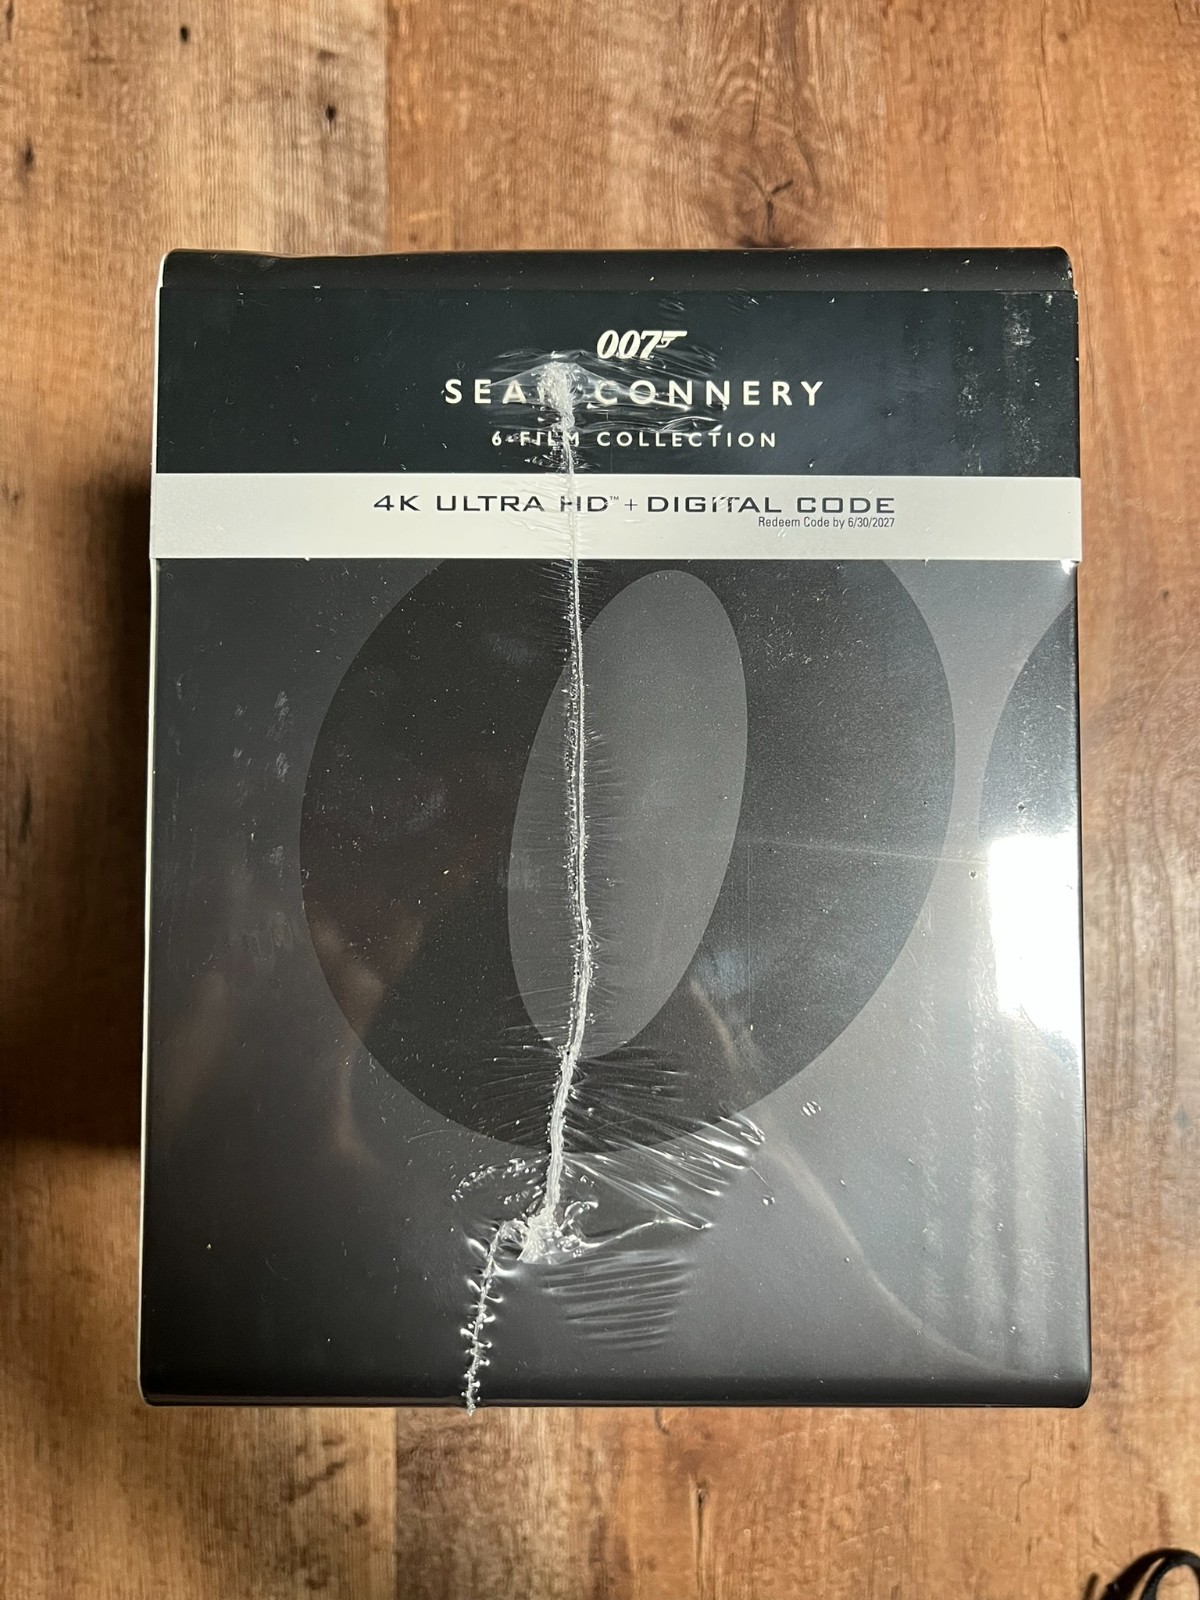 007
SEAN CONNERY
6-FILM COLLECTION
4K ULTRA HD™ + DIGITAL CODE
Redeem Code by 6/30/2027